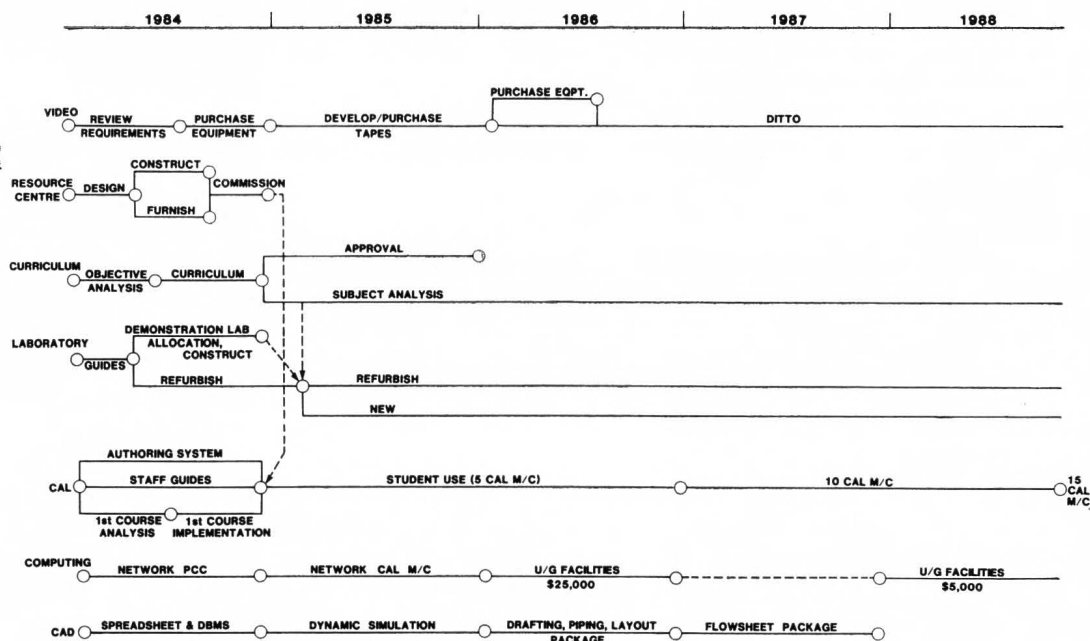 1984 1985 1986 1987 1988
PURCHASE EQPT.
VIDEO
REVIEW PURCHASE DEVELOP/PURCHASE
REQUIREMENTS EQUIPMENT TAPES DITTO
CONSTRUCT
RESOURCE DESIGN COMMISSION
CENTRE
FURNISH
APPROVAL
CURRICULUM OBJECTIVE CURRICULUM
ANALYSIS
SUBJECT ANALYSIS
DEMONSTRATION LAB
LABORATORY ALLOCATION,
CONSTRUCT
GUIDES
REFURBISH REFURBISH
NEW
AUTHORING SYSTEM
CAL STAFF GUIDES STUDENT USE (5 CAL M/C) 10 CAL M/C 15
CAL
M/C
1st COURSE 1st COURSE
ANALYSIS IMPLEMENTATION
COMPUTING
NETWORK PCC NETWORK CAL M/C U/G FACILITIES U/G FACILITIES
$25,000 $5,000
CAD SPREADSHEET & DBMS DYNAMIC SIMULATION DRAFTING, PIPING, LAYOUT FLOWSHEET PACKAGE
PACKAGE